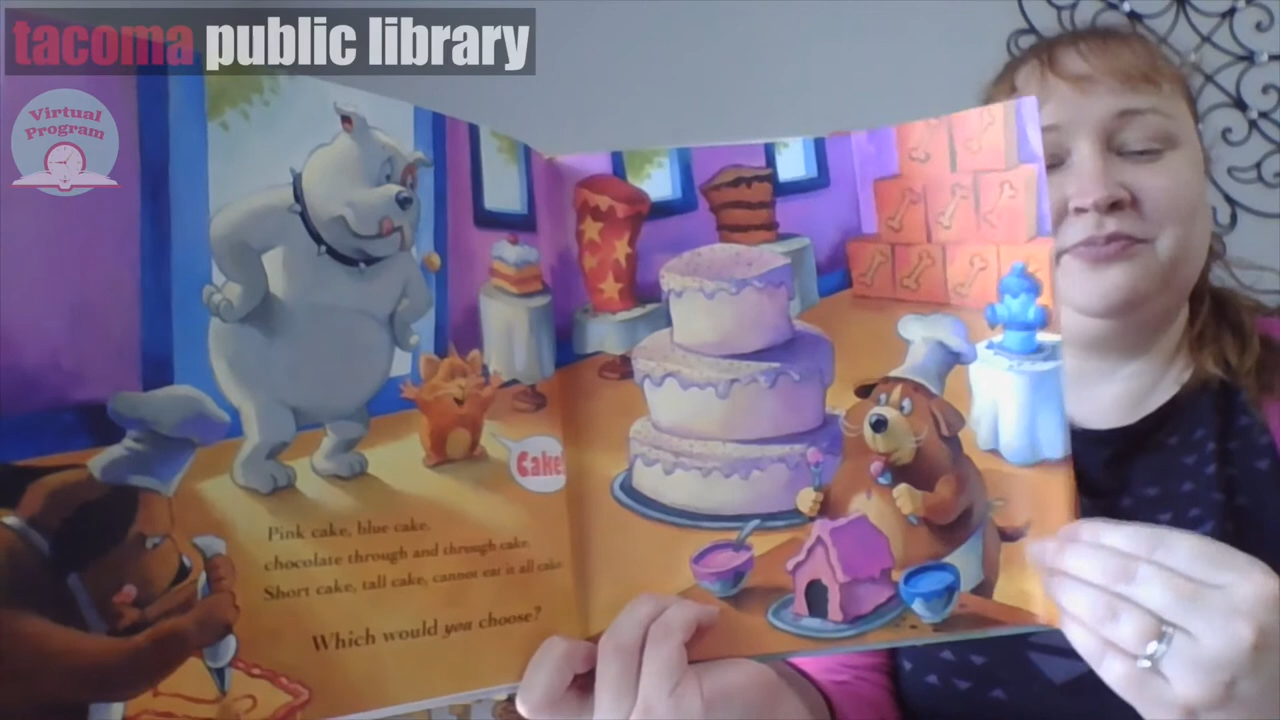 tacoma public library
Virtual
Program
Cake!
Pink cake, blue cake,
chocolate through and through cake.
Short cake, tall cake, cannot eat it all cake.
Which would you choose?